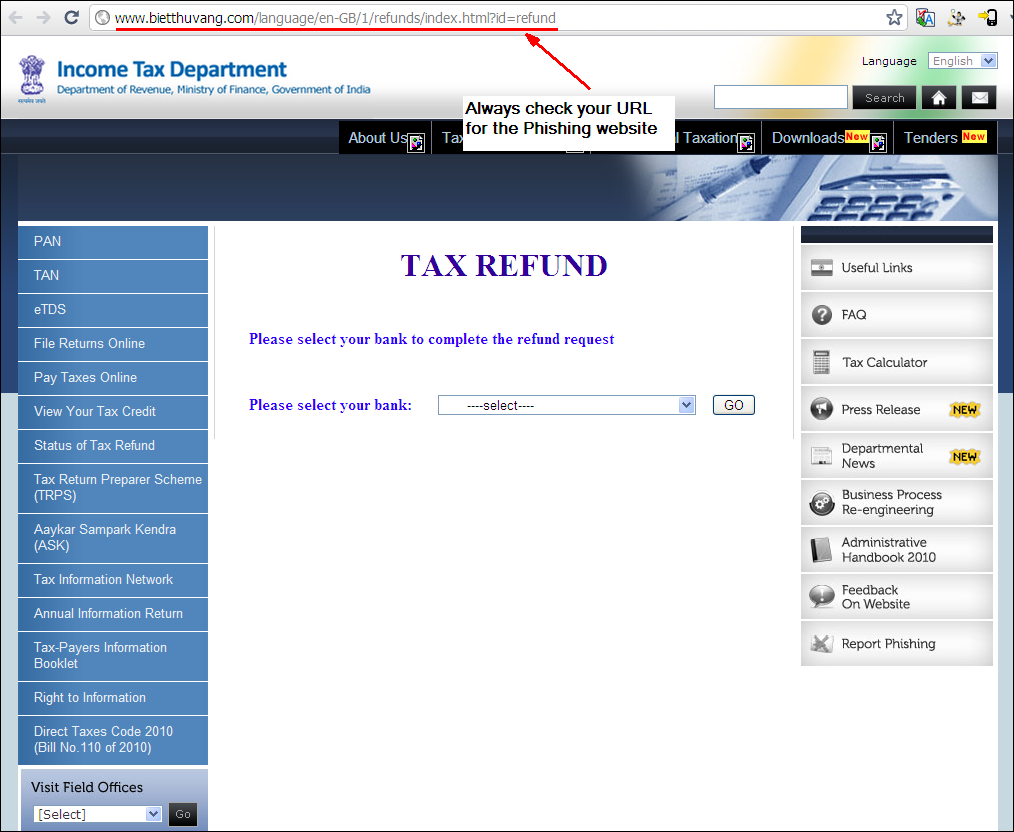 www.bietthuvang.com/language/en-GB/1/refunds/index.html?id=refund
Income Tax Department
Department of Revenue, Ministry of Finance, Government of India
Language English
Search
Always check your URL
for the Phishing website
About Us
Taxation
Downloads New
Tenders New
PAN
TAN
eTDS
File Returns Online
Pay Taxes Online
View Your Tax Credit
Status of Tax Refund
Tax Return Preparer Scheme
(TRPS)
Aaykar Sampark Kendra
(ASK)
Tax Information Network
Annual Information Return
Tax-Payers Information
Booklet
Right to Information
Direct Taxes Code 2010
(Bill No.110 of 2010)
Visit Field Offices
[Select] Go
TAX REFUND
Please select your bank to complete the refund request
Please select your bank: ----select---- GO
Useful Links
FAQ
Tax Calculator
Press Release NEW
Departmental
News NEW
Business Process
Re-engineering
Administrative
Handbook 2010
Feedback
On Website
Report Phishing